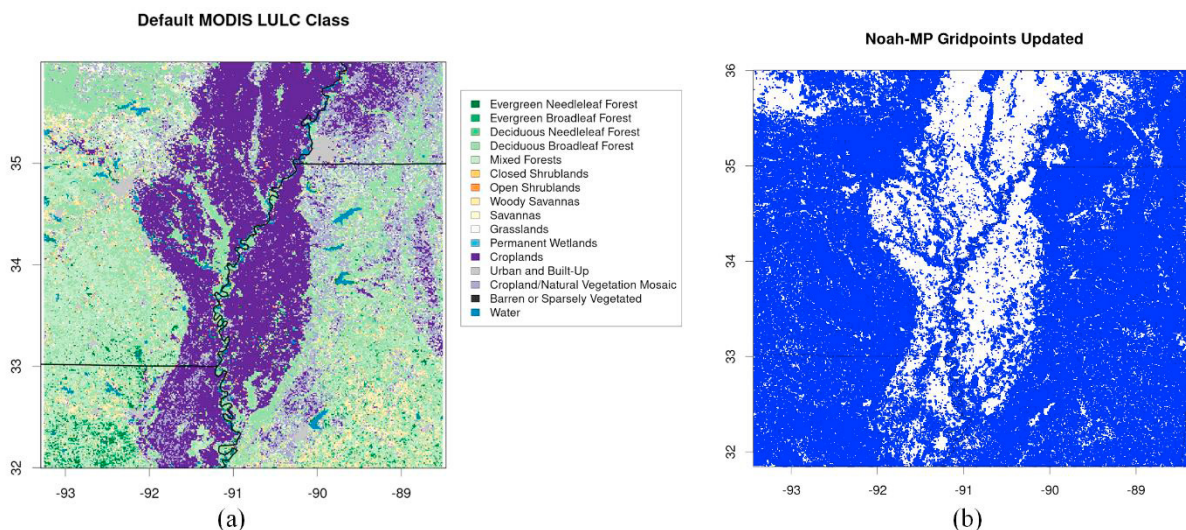 Default MODIS LULC Class
35
34
33
32
-93
-92
-91
-90
-89
(a)
Evergreen Needleleaf Forest
Evergreen Broadleaf Forest
Deciduous Needleleaf Forest
Deciduous Broadleaf Forest
Mixed Forests
Closed Shrublands
Open Shrublands
Woody Savannas
Savannas
Grasslands
Permanent Wetlands
Croplands
Urban and Built-Up
Cropland/Natural Vegetation Mosaic
Barren or Sparsely Vegetated
Water
Noah-MP Gridpoints Updated
36
35
34
33
32
-93
-92
-91
-90
-89
(b)